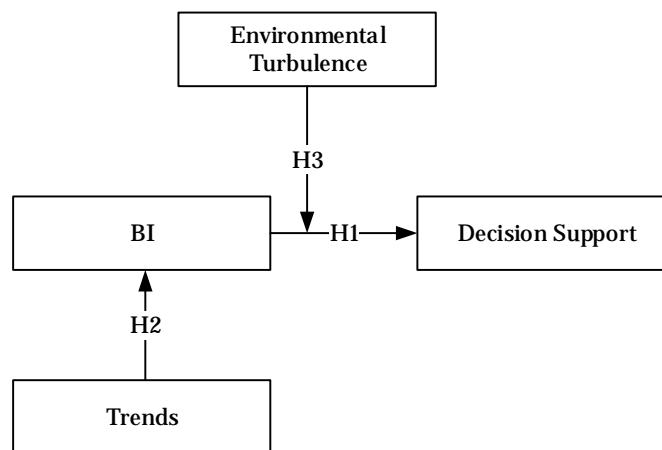 Environmental
Turbulence
H3
BI
H1
Decision Support
H2
Trends